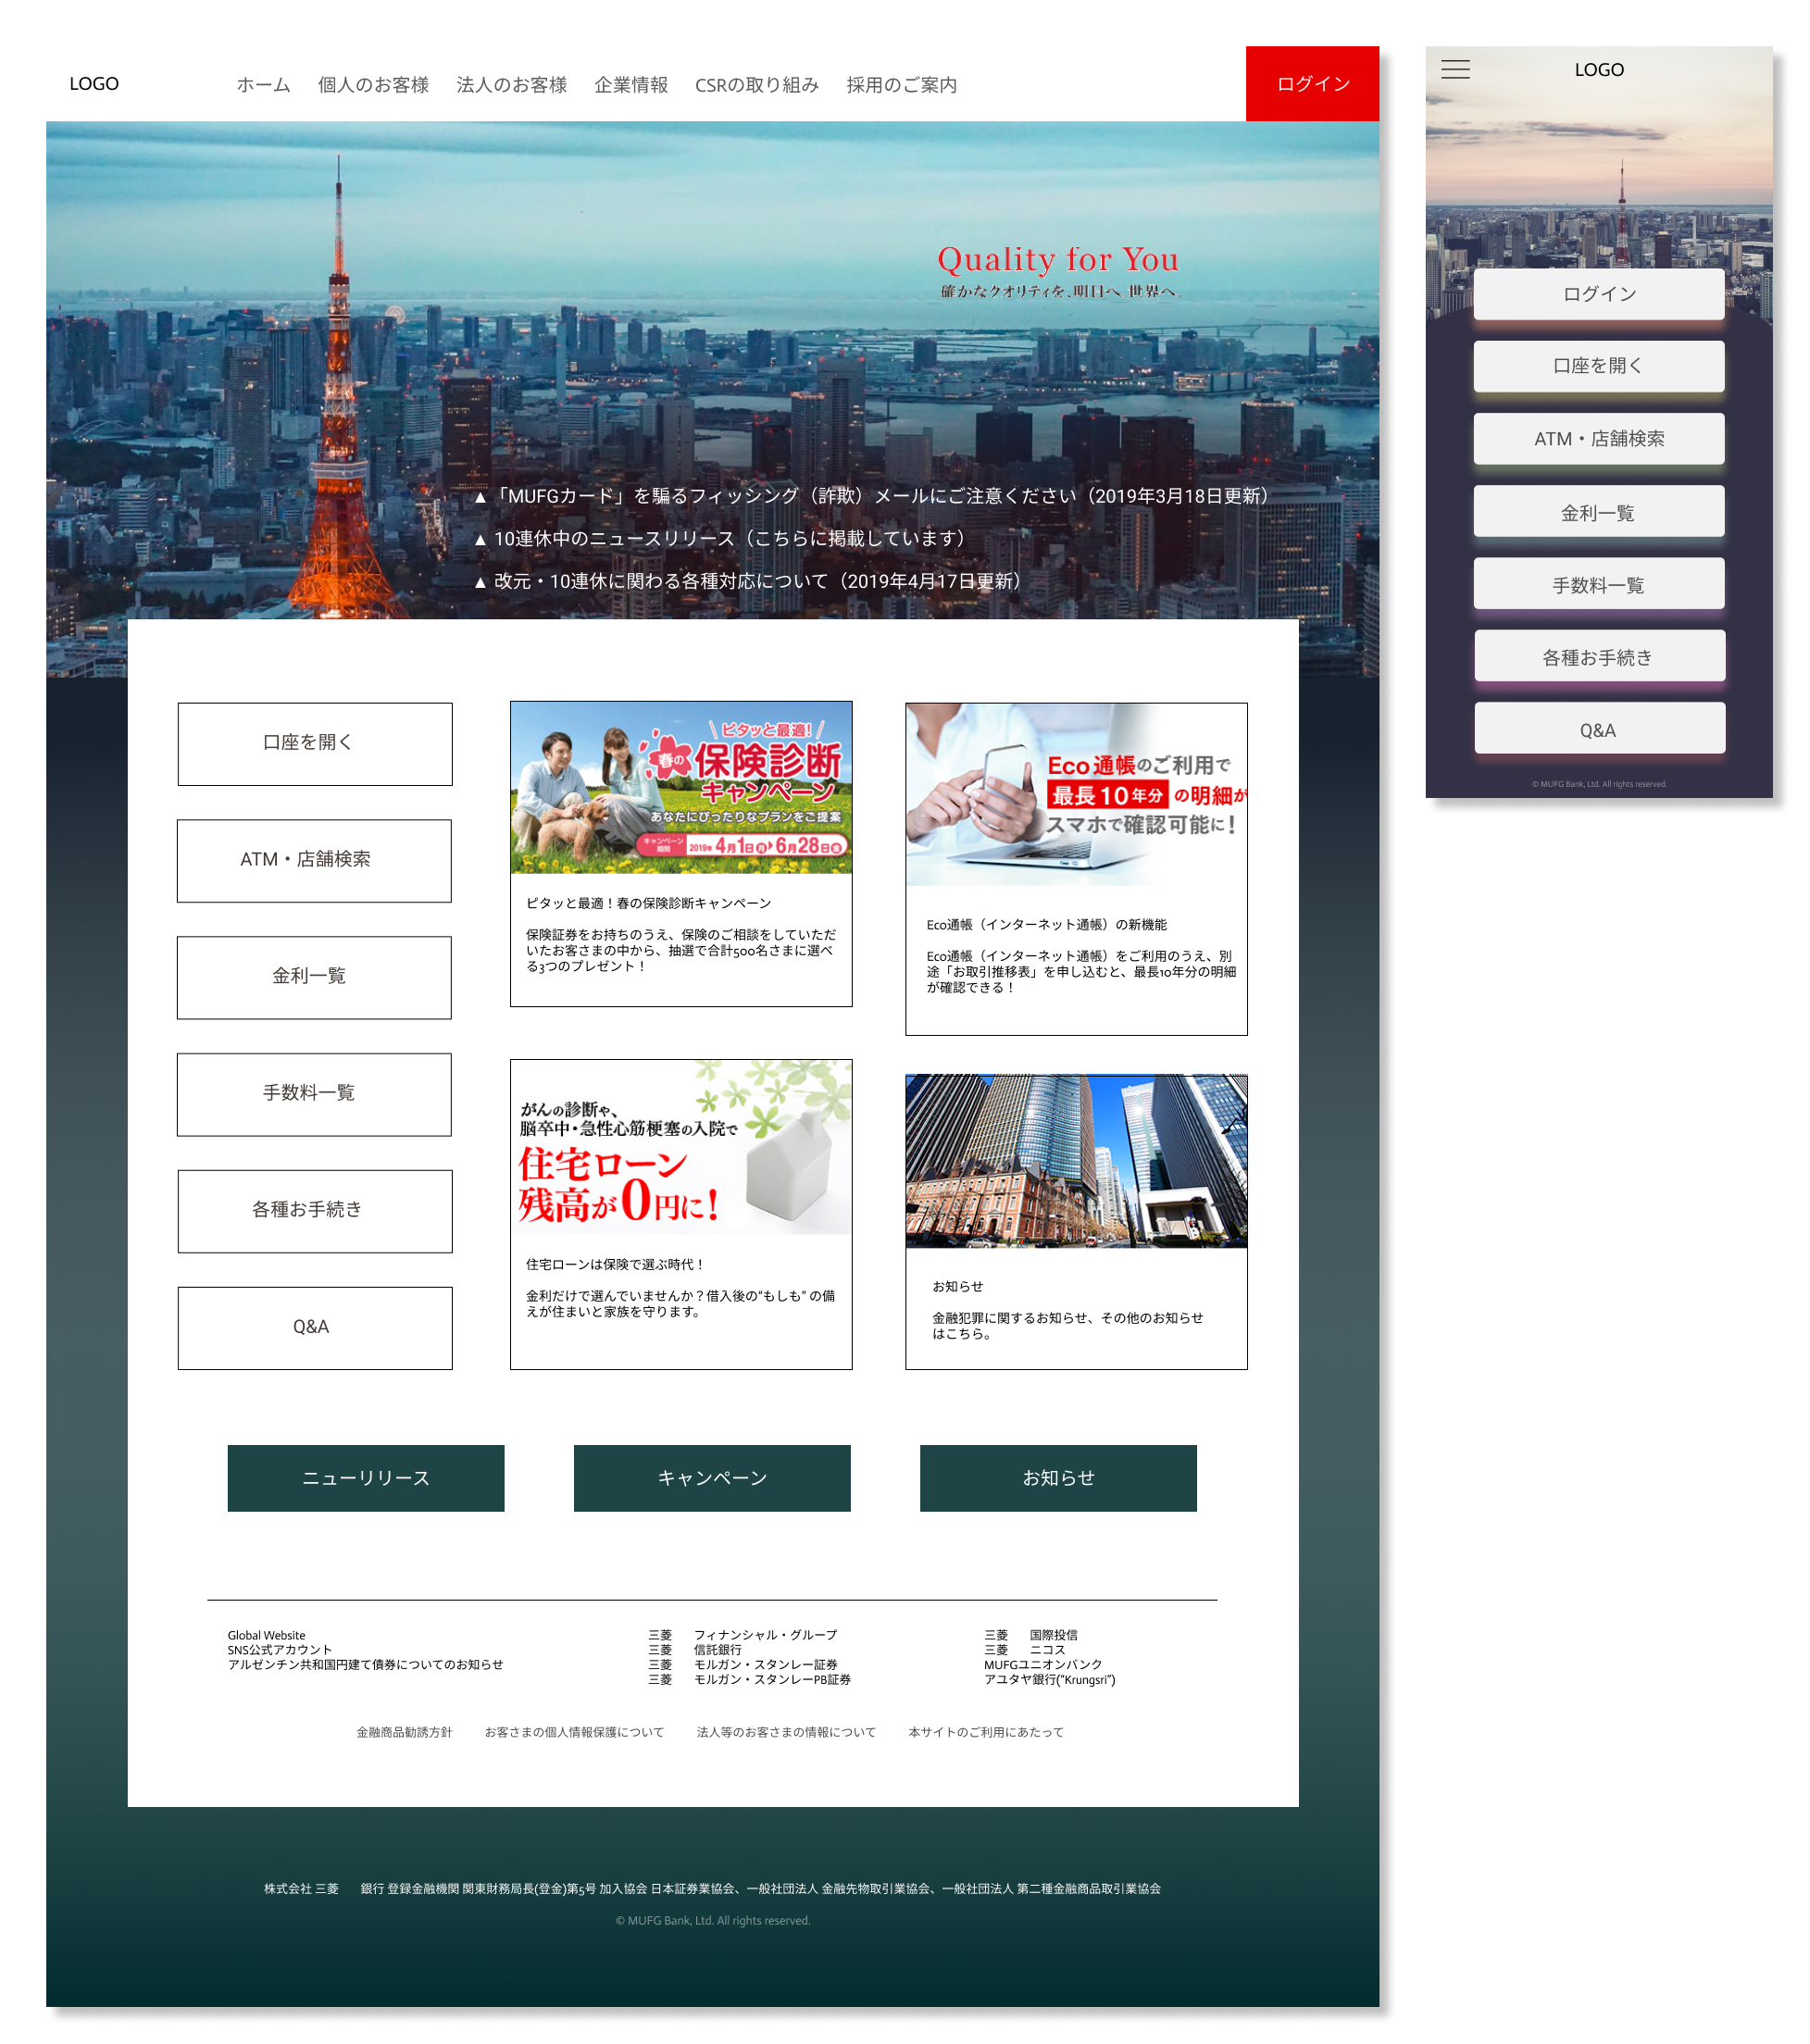 LOGO
ホーム 個人のお客様 法人のお客様 企業情報 CSRの取り組み 採用のご案内
ログイン
Quality for You
確かなクオリティを、明日へ。世界へ。
▲「MUFGカード」を騙るフィッシング（詐欺）メールにご注意ください（2019年3月18日更新）
▲ 10連休中のニュースリリース（こちらに掲載しています）
▲ 改元・10連休に関わる各種対応について（2019年4月17日更新）
口座を開く
ATM・店舗検索
金利一覧
手数料一覧
各種お手続き
Q&A
ピタッと最適！
春の保険診断
キャンペーン
あなたにぴったりなプランをご提案
キャンペーン期間 2019年 4月1日月 6月28日金
ピタッと最適！春の保険診断キャンペーン
保険証券をお持ちのうえ、保険のご相談をしていただ
いたお客さまの中から、抽選で合計500名さまに選べ
る3つのプレゼント！
Eco通帳のご利用で
最長10年分の明細が
スマホで確認可能に！
Eco通帳（インターネット通帳）の新機能
Eco通帳（インターネット通帳）をご利用のうえ、別
途「お取引推移表」を申し込むと、最長10年分の明細
が確認できる！
がんの診断や、
脳卒中・急性心筋梗塞の入院で
住宅ローン
残高が0円に！
住宅ローンは保険で選ぶ時代！
金利だけで選んでいませんか？借入後の“もしも” の備
えが住まいと家族を守ります。
お知らせ
金融犯罪に関するお知らせ、その他のお知らせ
はこちら。
ニューリリース
キャンペーン
お知らせ
Global Website
SNS公式アカウント
アルゼンチン共和国円建て債券についてのお知らせ
三菱 フィナンシャル・グループ
三菱 信託銀行
三菱 モルガン・スタンレー証券
三菱 モルガン・スタンレーPB証券
三菱 国際投信
三菱 ニコス
MUFGユニオンバンク
アユタヤ銀行(“Krungsri”)
金融商品勧誘方針 お客さまの個人情報保護について 法人等のお客さまの情報について 本サイトのご利用にあたって
株式会社 三菱 銀行 登録金融機関 関東財務局長(登金)第5号 加入協会 日本証券業協会、一般社団法人 金融先物取引業協会、一般社団法人 第二種金融商品取引業協会
© MUFG Bank, Ltd. All rights reserved.
LOGO
ログイン
口座を開く
ATM・店舗検索
金利一覧
手数料一覧
各種お手続き
Q&A
© MUFG Bank, Ltd. All rights reserved.